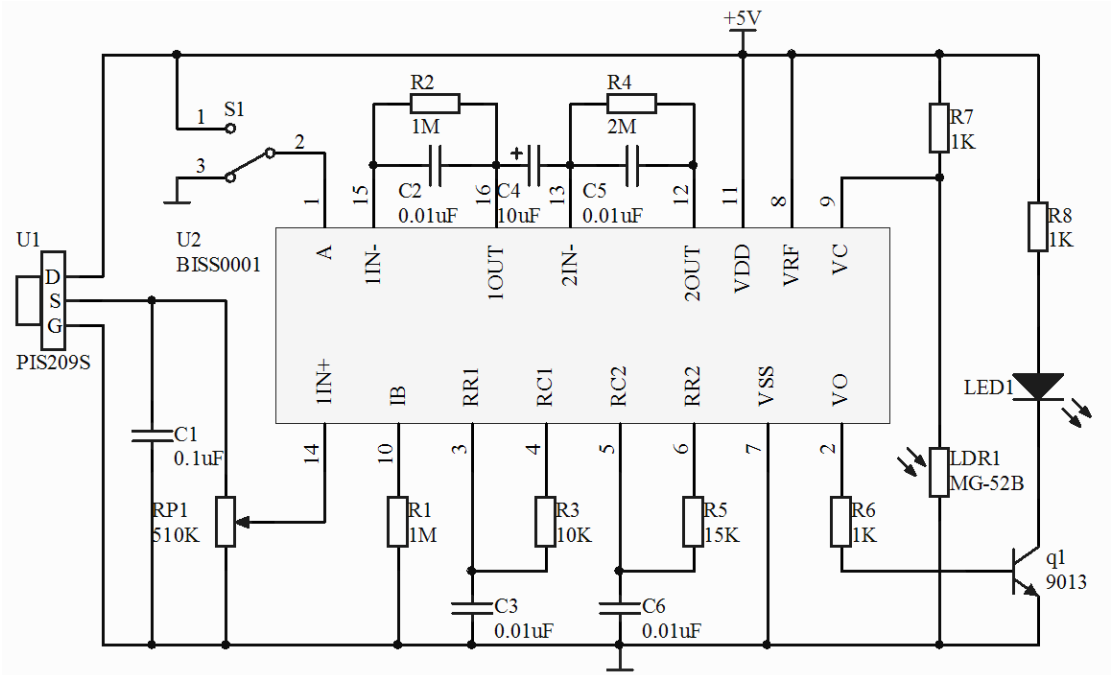 +5V
R2
1M
R4
2M
S1
1
2
3
R7
1K
C2
0.01uF
C4
10uF
C5
0.01uF
1
15
16
13
12
11
8
9
R8
1K
U1
U2
BISS0001
A
1IN-
1OUT
2IN-
2OUT
VDD
VRF
VC
D
S
G
PIS209S
1IN+
IB
RR1
RC1
RC2
RR2
VSS
VO
LED1
14
10
3
4
5
6
7
2
C1
0.1uF
LDR1
MG-52B
RP1
510K
R1
1M
R3
10K
R5
15K
R6
1K
q1
9013
C3
0.01uF
C6
0.01uF